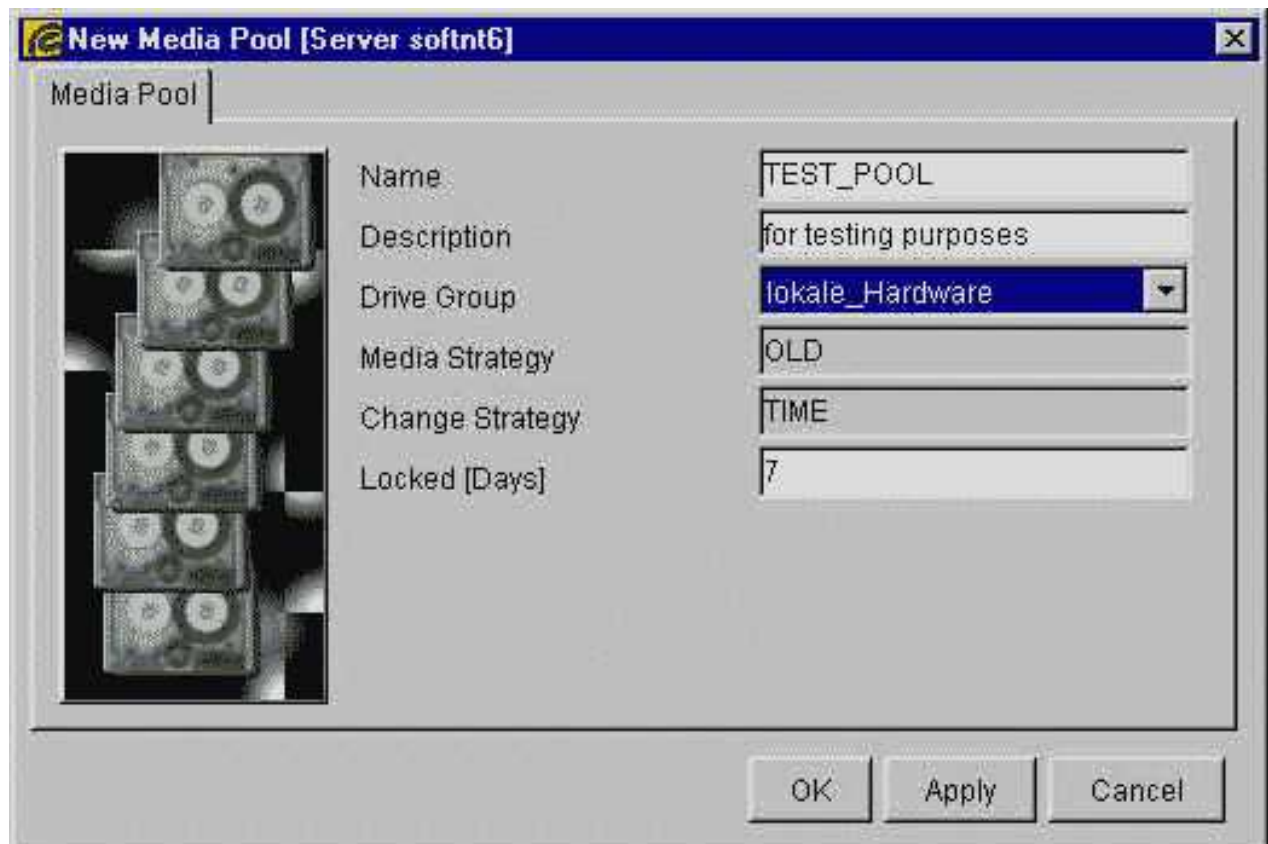 New Media Pool [Server softnt6]
Media Pool
Name TEST_POOL
Description for testing purposes
Drive Group lokale_Hardware
Media Strategy OLD
Change Strategy TIME
Locked [Days] 7
OK Apply Cancel